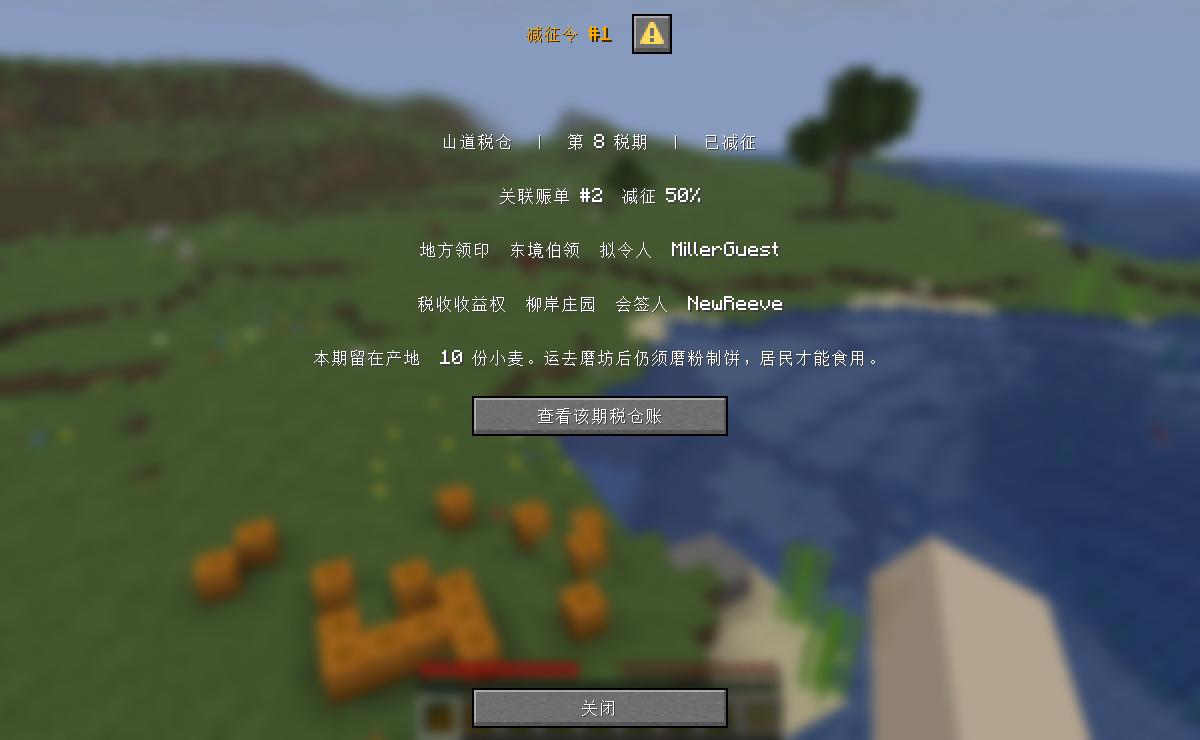 减征令 #1
山道税仓 | 第 8 税期 | 已减征
关联账单 #2 减征 50%
地方领印 东境伯领 拟令人 MillerGuest
税收收益权 柳岸庄园 会签人 NewReeve
本期留在产地 10 份小麦。运去磨坊后仍须磨粉制饼，居民才能食用。
查看该期税仓账
关闭